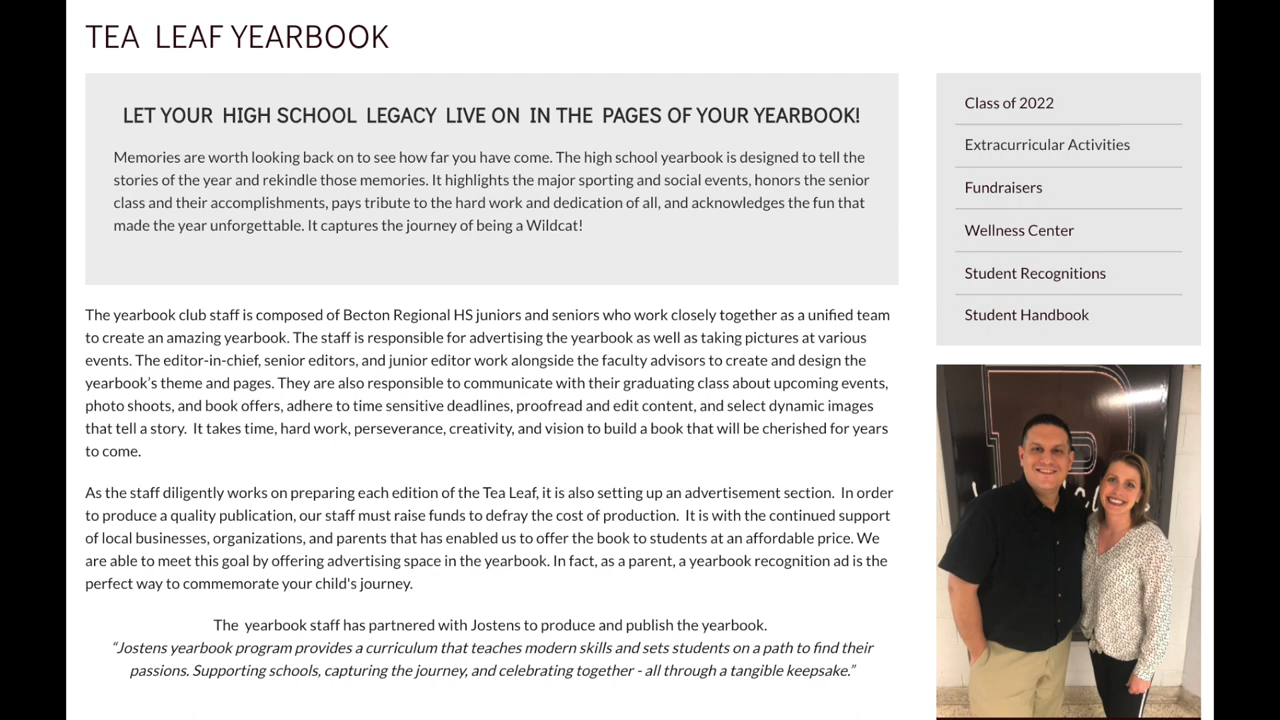 TEA LEAF YEARBOOK
LET YOUR HIGH SCHOOL LEGACY LIVE ON IN THE PAGES OF YOUR YEARBOOK!
Memories are worth looking back on to see how far you have come. The high school yearbook is designed to tell the
stories of the year and rekindle those memories. It highlights the major sporting and social events, honors the senior
class and their accomplishments, pays tribute to the hard work and dedication of all, and acknowledges the fun that
made the year unforgettable. It captures the journey of being a Wildcat!
The yearbook club staff is composed of Becton Regional HS juniors and seniors who work closely together as a unified team
to create an amazing yearbook. The staff is responsible for advertising the yearbook as well as taking pictures at various
events. The editor-in-chief, senior editors, and junior editor work alongside the faculty advisors to create and design the
yearbook's theme and pages. They are also responsible to communicate with their graduating class about upcoming events,
photo shoots, and book offers, adhere to time sensitive deadlines, proofread and edit content, and select dynamic images
that tell a story. It takes time, hard work, perseverance, creativity, and vision to build a book that will be cherished for years
to come.
As the staff diligently works on preparing each edition of the Tea Leaf, it is also setting up an advertisement section. In order
to produce a quality publication, our staff must raise funds to defray the cost of production. It is with the continued support
of local businesses, organizations, and parents that has enabled us to offer the book to students at an affordable price. We
are able to meet this goal by offering advertising space in the yearbook. In fact, as a parent, a yearbook recognition ad is the
perfect way to commemorate your child's journey.
The yearbook staff has partnered with Jostens to produce and publish the yearbook.
“Jostens yearbook program provides a curriculum that teaches modern skills and sets students on a path to find their
passions. Supporting schools, capturing the journey, and celebrating together - all through a tangible keepsake.”
Class of 2022
Extracurricular Activities
Fundraisers
Wellness Center
Student Recognitions
Student Handbook